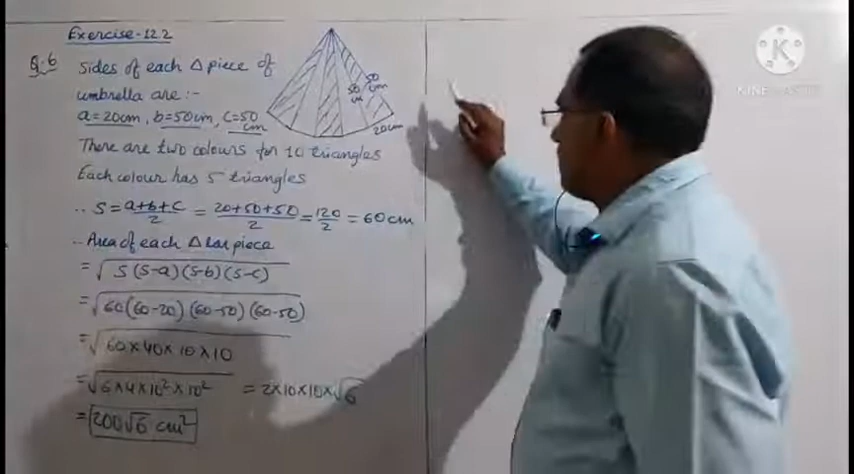 Exercise-12.2
Q.6 Sides of each Δ piece of
umbrella are :-
a=20cm, b=50cm, c=50
cm
There are two colours for 10 triangles
Each colour has 5 triangles
∴ S = a+b+c/2 = 20+50+50/2 = 120/2 = 60 cm
∴ Area of each Δ lar piece
= √S(S-a)(S-b)(S-c)
= √60(60-20)(60-50)(60-50)
= √60×40×10×10
= √6×4×10²×10² = 2×10×10×√6
= 200√6 cm²
50
cm
50
cm
20cm
K
KINEMASTER